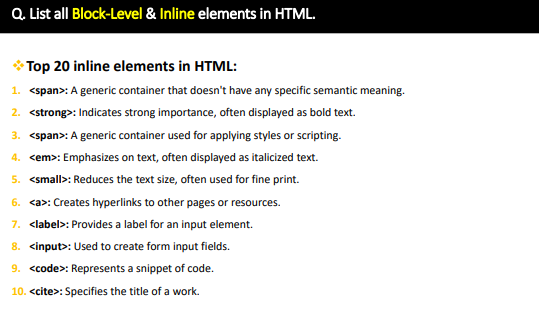 Q. List all Block-Level & Inline elements in HTML.
❖Top 20 inline elements in HTML:
1. <span>: A generic container that doesn't have any specific semantic meaning.
2. <strong>: Indicates strong importance, often displayed as bold text.
3. <span>: A generic container used for applying styles or scripting.
4. <em>: Emphasizes on text, often displayed as italicized text.
5. <small>: Reduces the text size, often used for fine print.
6. <a>: Creates hyperlinks to other pages or resources.
7. <label>: Provides a label for an input element.
8. <input>: Used to create form input fields.
9. <code>: Represents a snippet of code.
10. <cite>: Specifies the title of a work.